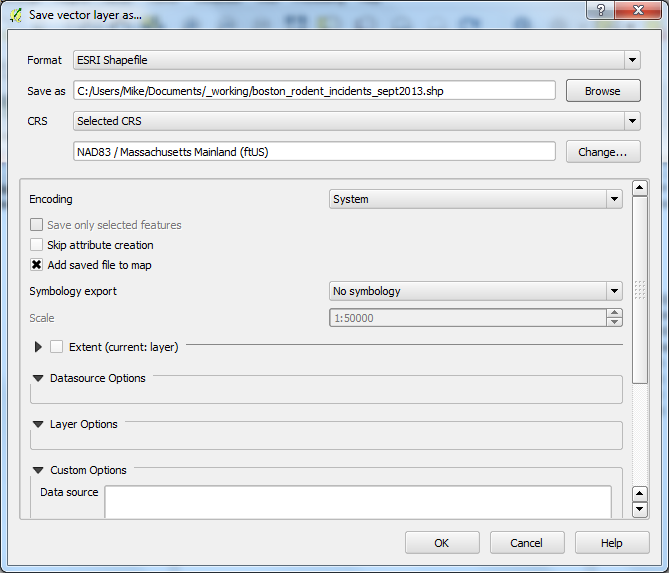 Save vector layer as...
Format ESRI Shapefile
Save as C:/Users/Mike/Documents/_working/boston_rodent_incidents_sept2013.shp Browse
CRS Selected CRS
NAD83 / Massachusetts Mainland (ftUS) Change...
Encoding System
Save only selected features
Skip attribute creation
Add saved file to map
Symbology export No symbology
Scale 1:50000
Extent (current: layer)
Datasource Options
Layer Options
Custom Options
Data source
OK Cancel Help